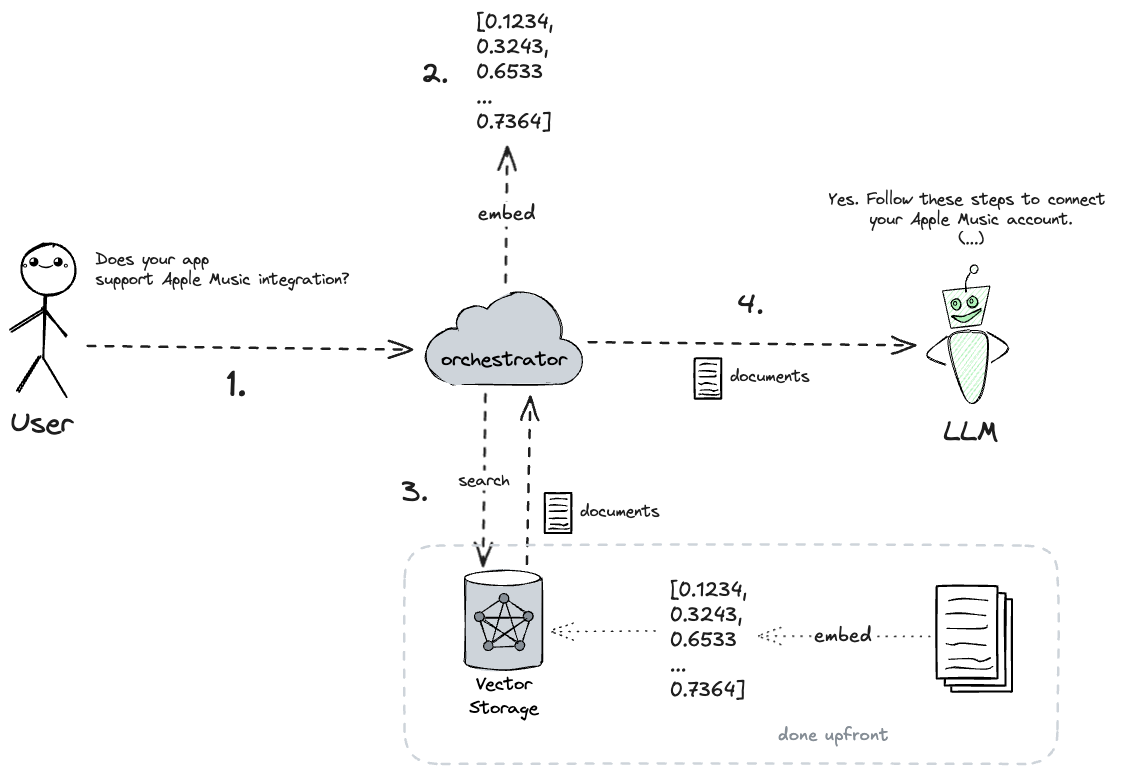 [0.1234,
0.3243,
0.6533
...
0.7364]
2.
embed
Yes. Follow these steps to connect
your Apple Music account.
(...)
Does your app
support Apple Music integration?
4.
orchestrator
documents
1.
User
LLM
3.
search
documents
[0.1234,
0.3243,
0.6533
...
0.7364]
embed
Vector
Storage
done upfront